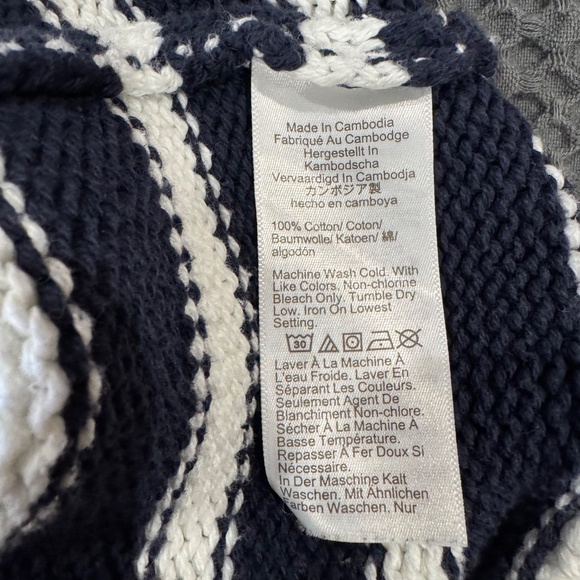 Made In Cambodia
Fabriqué Au Cambodge
Hergestellt In
Kambodscha
Vervaardigd In Cambodja
カンボジア製
hecho en camboya
100% Cotton/ Coton/
Baumwolle/ Katoen/ 綿/
algodón
Machine Wash Cold. With
Like Colors, Non-chlorine
Bleach Only. Tumble Dry
Low. Iron On Lowest
Setting.
30
Laver À La Machine À
L'eau Froide. Laver En
Séparant Les Couleurs.
Seulement Agent De
Blanchiment Non-chlore.
Sécher À La Machine À
Basse Température.
Repasser À Fer Doux Si
Nécessaire.
In Der Maschine Kalt
Waschen. Mit Ähnlichen
Farben Waschen. Nur